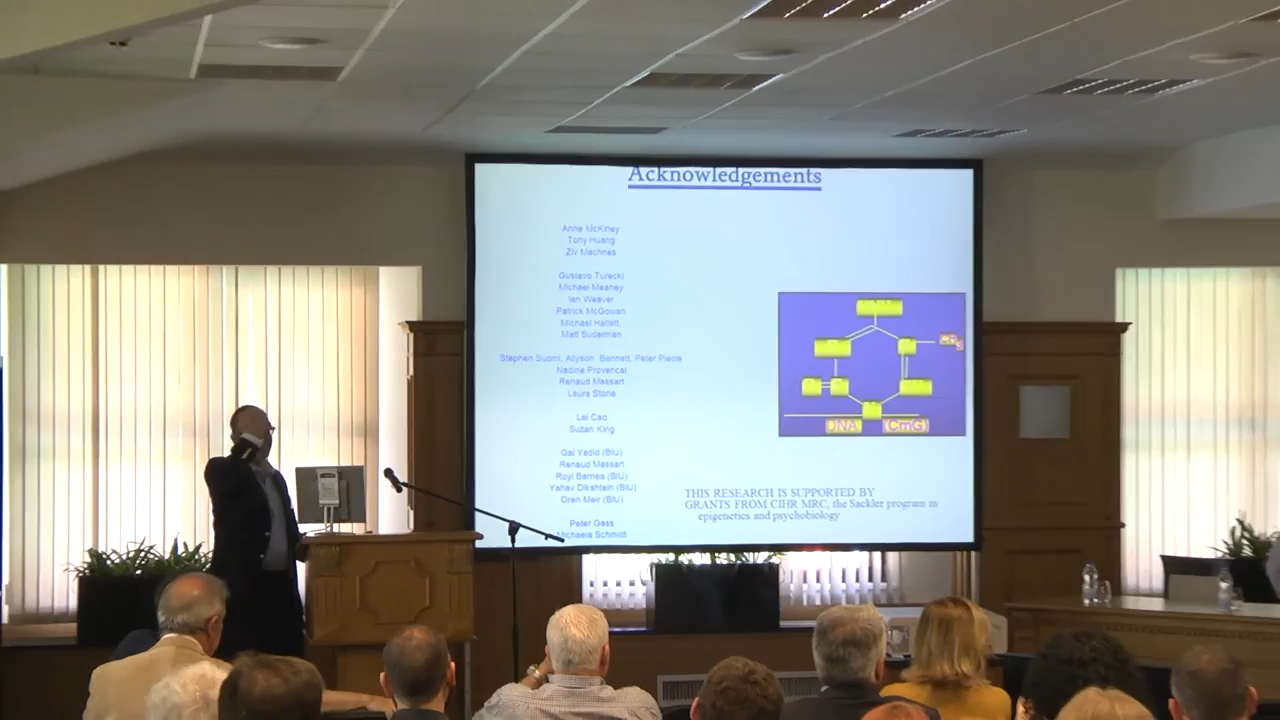 Acknowledgements
Anne McKiney
Tony Huang
Ziv Machnes
Gustavo Turecki
Michael Meaney
Ian Weaver
Patrick McGowan
Michael Hallett,
Matt Suderman
Stephen Suomi, Allyson Bennett, Peter Pierre
Nadine Provencal
Renaud Massart
Laura Stone
Lei Cao
Suzan King
Gal Yadid (BIU)
Renaud Massart
Royi Barnea (BIU)
Yahav Dikshtein (BIU)
Oren Meir (BIU)
Peter Gass
Michaela Schmidt
DNA (CmG)
THIS RESEARCH IS SUPPORTED BY
GRANTS FROM CIHR MRC, the Sackler program in
epigenetics and psychobiology